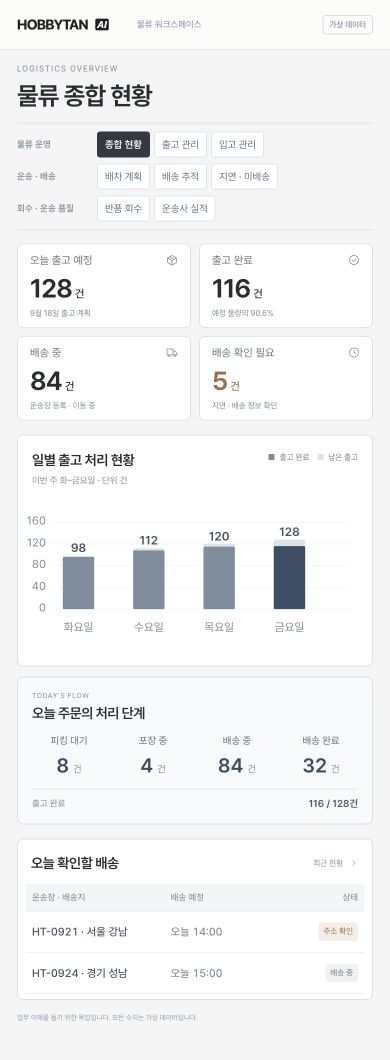 HOBBYTAN AI 물류 워크스페이스 가상 데이터
LOGISTICS OVERVIEW
물류 종합 현황
물류 운영 종합 현황 출고 관리 입고 관리
운송 · 배송 배차 계획 배송 추적 지연 · 미배송
회수 · 운송 품질 반품 회수 운송사 실적
오늘 출고 예정
128 건
9월 18일 출고 계획
출고 완료
116 건
예정 물량의 90.6%
배송 중
84 건
운송장 등록 · 이동 중
배송 확인 필요
5 건
지연 · 배송 정보 확인
일별 출고 처리 현황
출고 완료 남은 출고
이번 주 화–금요일 · 단위 건
160
120
80
40
0
98 112 120 128
화요일 수요일 목요일 금요일
TODAY'S FLOW
오늘 주문의 처리 단계
피킹 대기 포장 중 배송 중 배송 완료
8 건 4 건 84 건 32 건
출고 완료 116 / 128건
오늘 확인할 배송 최근 현황
운송장 · 배송지 배송 예정 상태
HT-0921 · 서울 강남 오늘 14:00 주소 확인
HT-0924 · 경기 성남 오늘 15:00 배송 중
업무 이해를 돕기 위한 목업입니다. 모든 수치는 가상 데이터입니다.